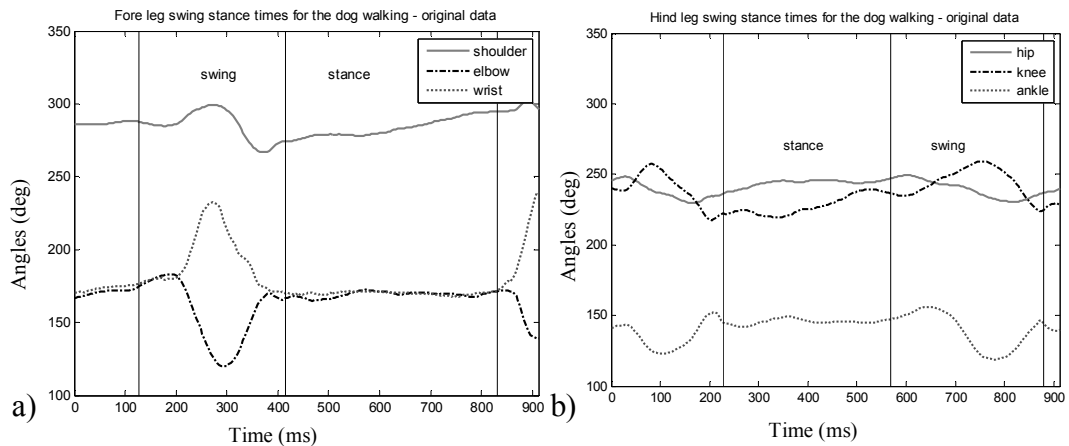 Fore leg swing stance times for the dog walking - original data
350
300
250
200
150
100
Angles (deg)
swing
stance
shoulder
elbow
wrist
0 100 200 300 400 500 600 700 800 900
Time (ms)
a)
Hind leg swing stance times for the dog walking - original data
350
300
250
200
150
100
Angles (deg)
stance
swing
hip
knee
ankle
0 100 200 300 400 500 600 700 800 900
Time (ms)
b)